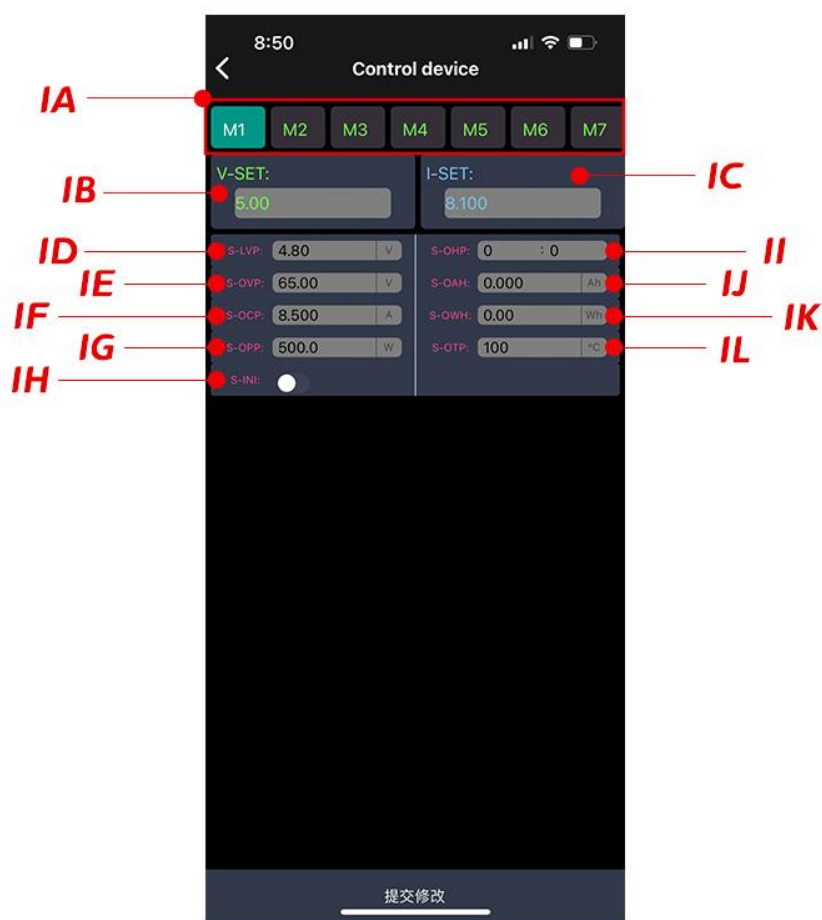 8:50
Control device
IA
M1 M2 M3 M4 M5 M6 M7
V-SET: I-SET:
IB 5.00 8.100 IC
ID S-LVP: 4.80 V S-OHP: 0 : 0 II
IE S-OVP: 65.00 V S-OAH: 0.000 Ah IJ
IF S-OCP: 8.500 A S-OWH: 0.00 Wh IK
IG S-OPP: 500.0 W S-OTP: 100 °C IL
IH S-INI:
提交修改